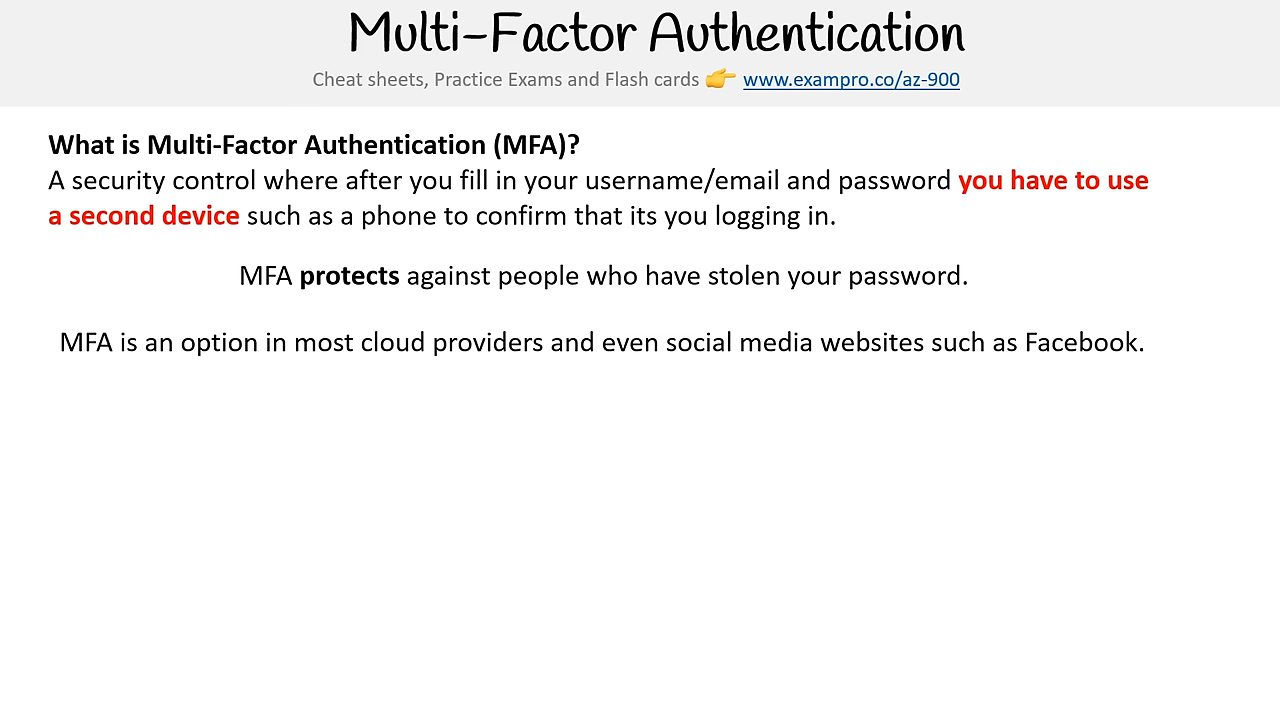 Multi-Factor Authentication
Cheat sheets, Practice Exams and Flash cards 👉 www.exampro.co/az-900
What is Multi-Factor Authentication (MFA)?
A security control where after you fill in your username/email and password you have to use
a second device such as a phone to confirm that its you logging in.
MFA protects against people who have stolen your password.
MFA is an option in most cloud providers and even social media websites such as Facebook.